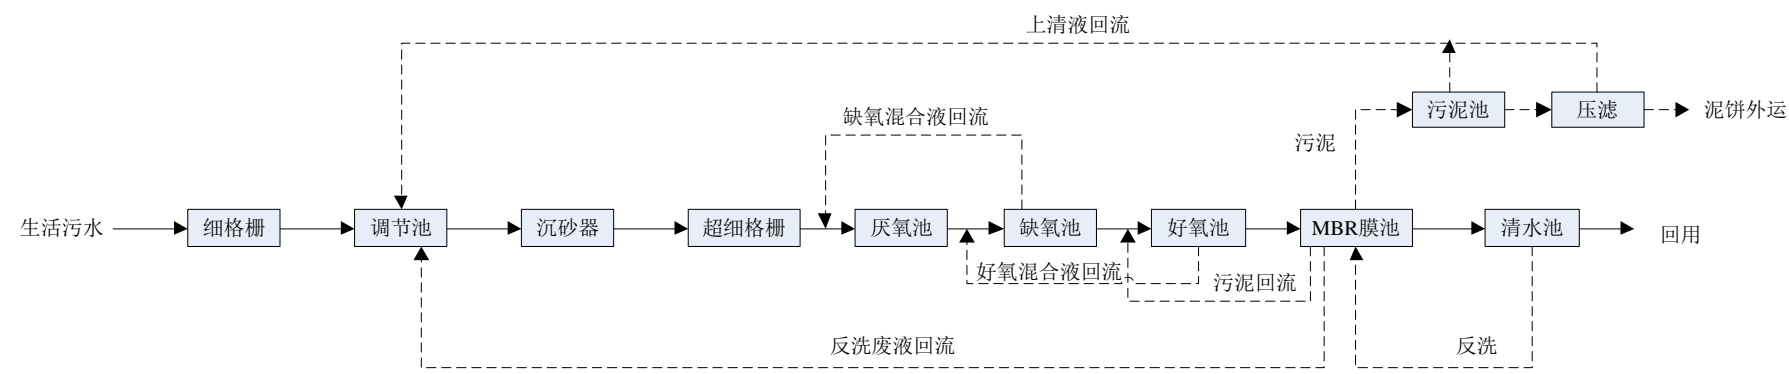 上清液回流
污泥池
压滤
泥饼外运
缺氧混合液回流
污泥
生活污水
细格栅
调节池
沉砂器
超细格栅
厌氧池
缺氧池
好氧池
MBR膜池
清水池
回用
好氧混合液回流
污泥回流
反洗废液回流
反洗